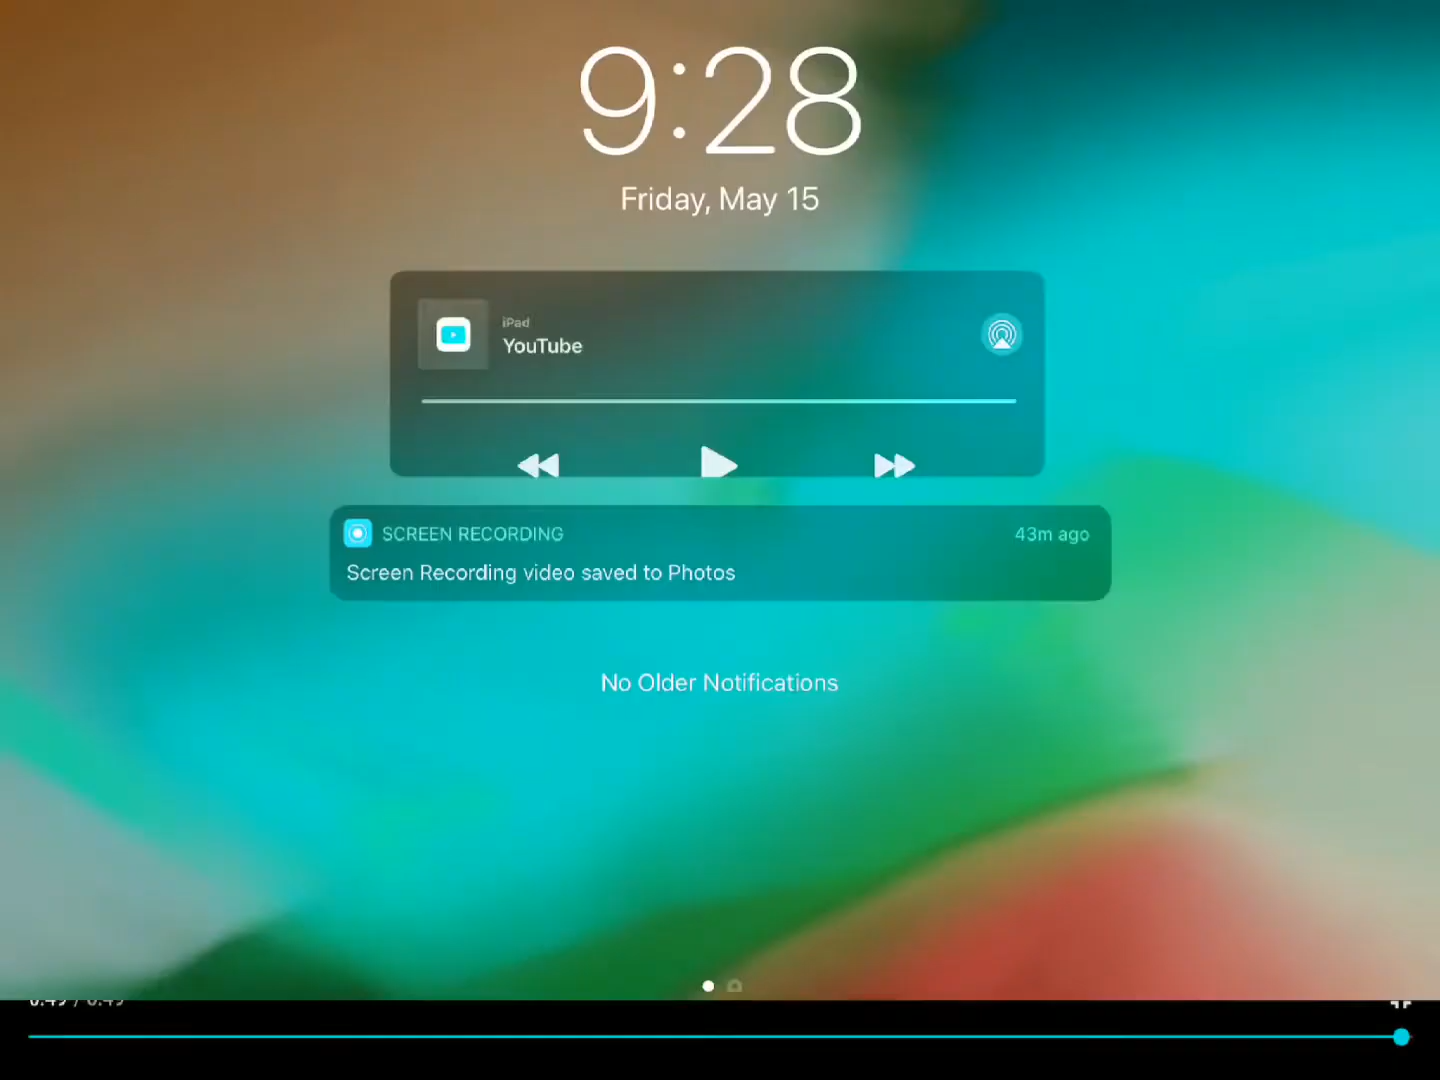 9:28
Friday, May 15
iPad
YouTube
SCREEN RECORDING
43m ago
Screen Recording video saved to Photos
No Older Notifications